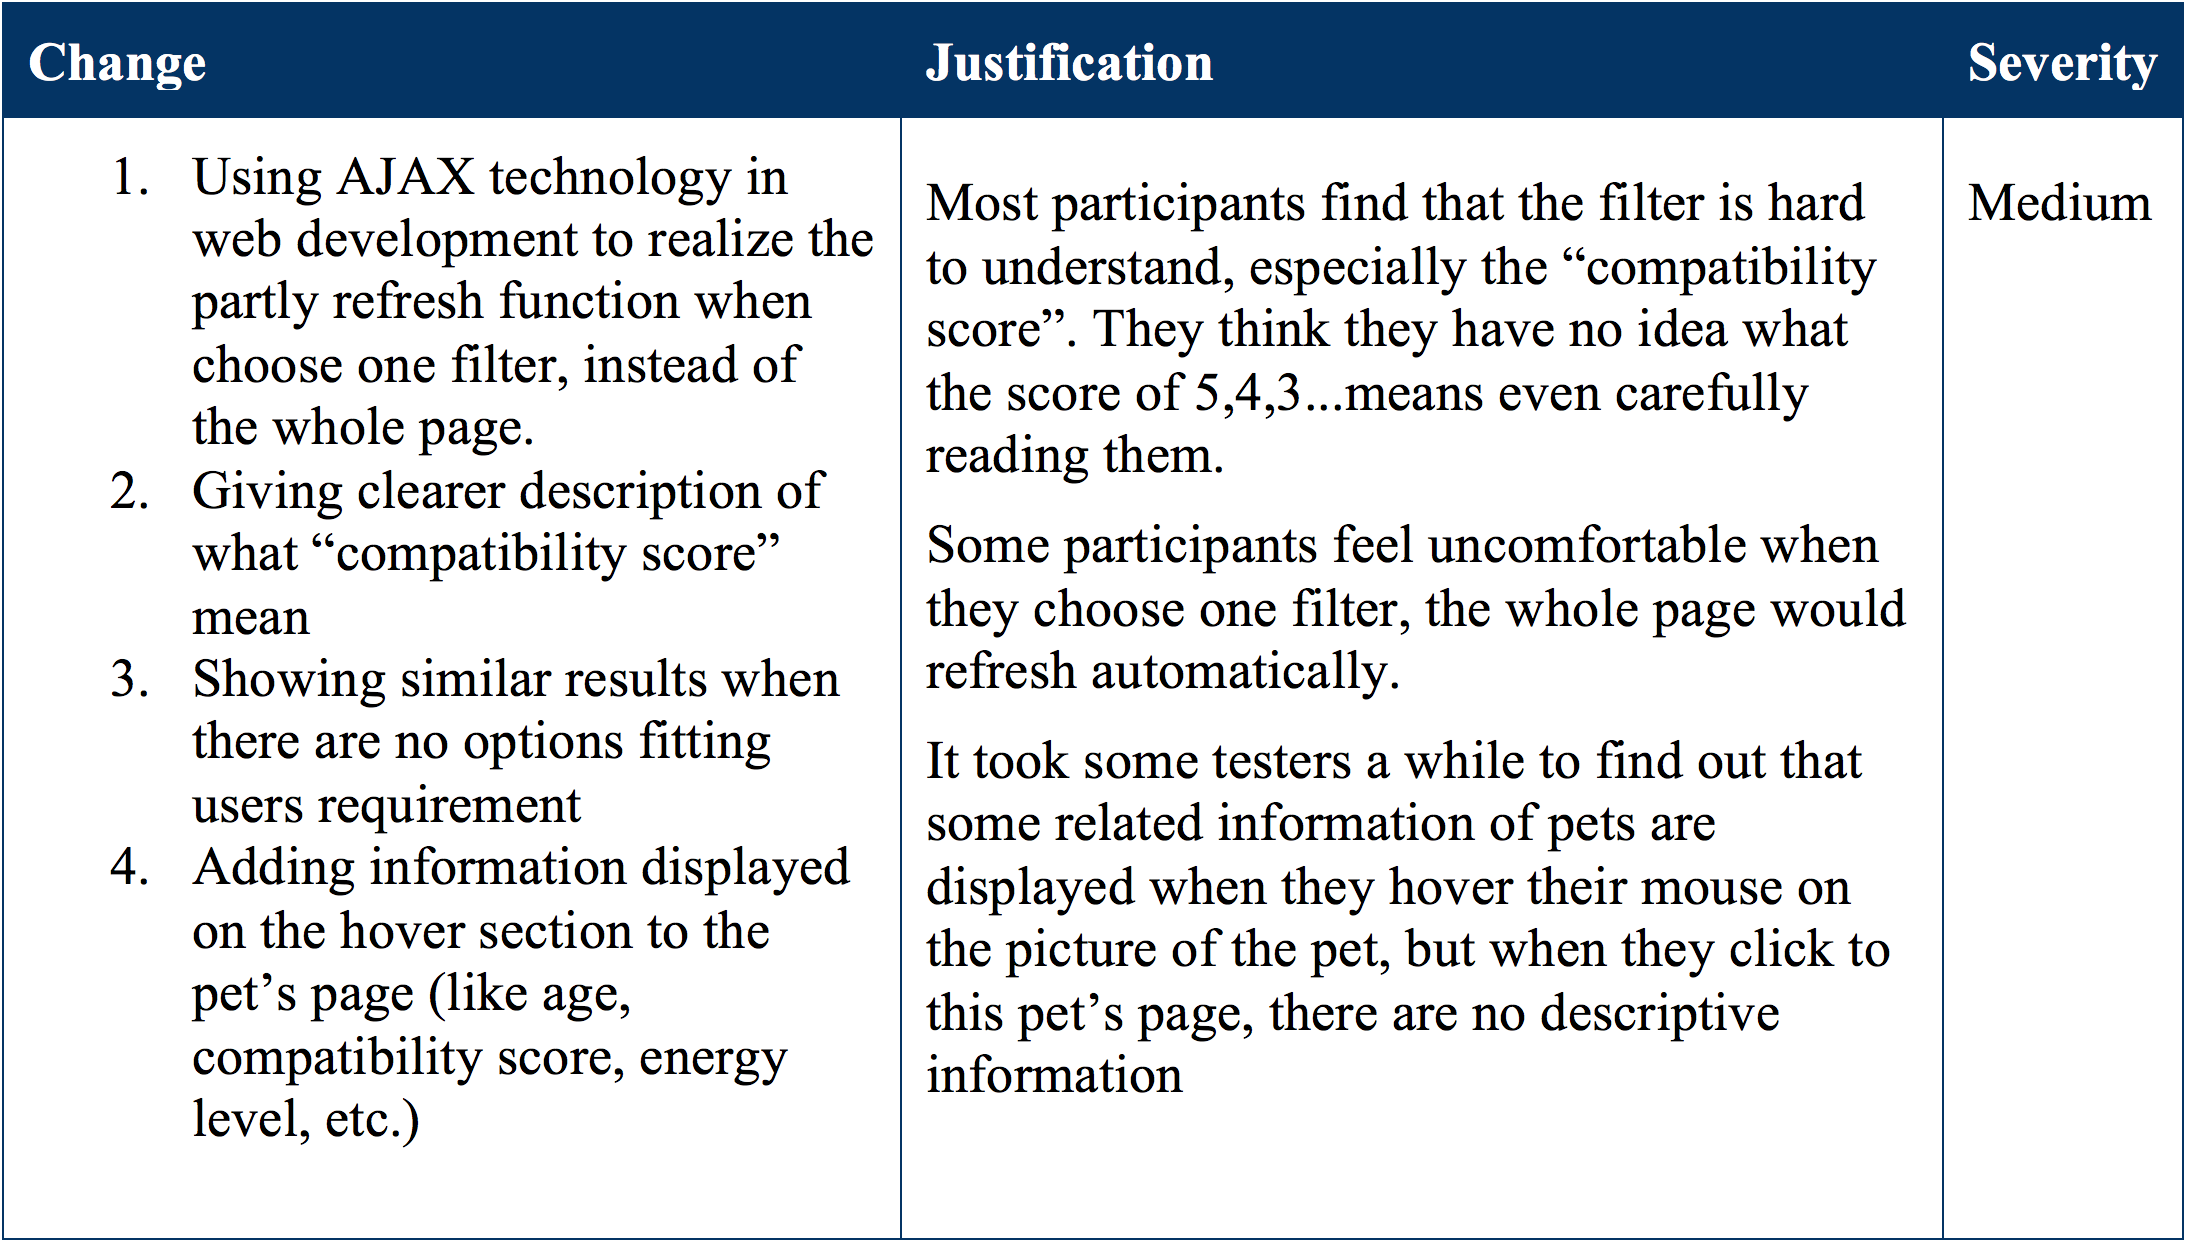 Change
Justification
Severity
1. Using AJAX technology in
web development to realize the
partly refresh function when
choose one filter, instead of
the whole page.
2. Giving clearer description of
what “compatibility score”
mean
3. Showing similar results when
there are no options fitting
users requirement
4. Adding information displayed
on the hover section to the
pet’s page (like age,
compatibility score, energy
level, etc.)
Most participants find that the filter is hard
to understand, especially the “compatibility
score”. They think they have no idea what
the score of 5,4,3...means even carefully
reading them.
Some participants feel uncomfortable when
they choose one filter, the whole page would
refresh automatically.
It took some testers a while to find out that
some related information of pets are
displayed when they hover their mouse on
the picture of the pet, but when they click to
this pet’s page, there are no descriptive
information
Medium